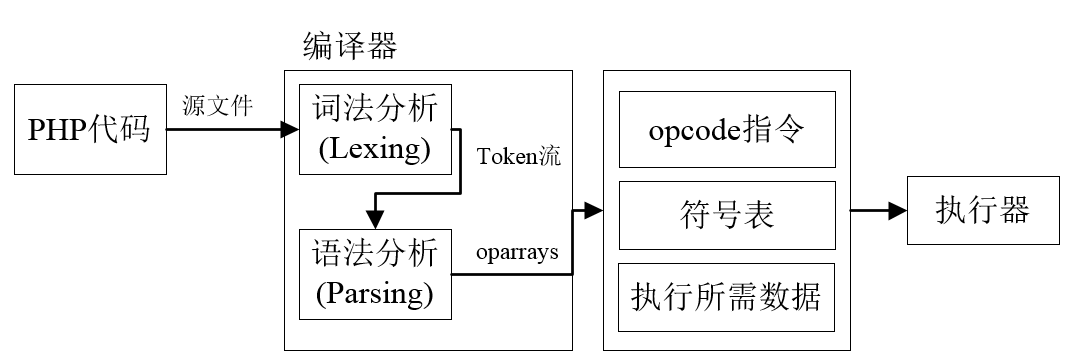 编译器
PHP代码
源文件
词法分析
(Lexing)
Token流
语法分析
(Parsing)
oparrays
opcode指令
符号表
执行所需数据
执行器